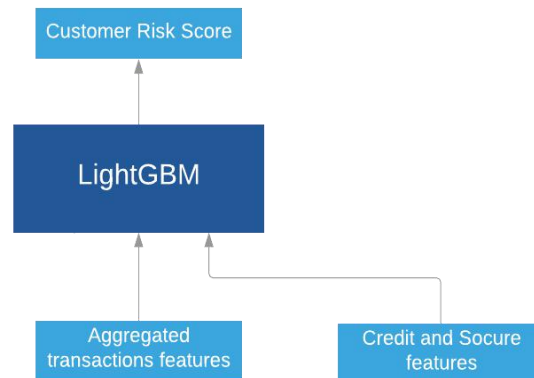 Customer Risk Score
LightGBM
Aggregated
transactions features
Credit and Socure
features